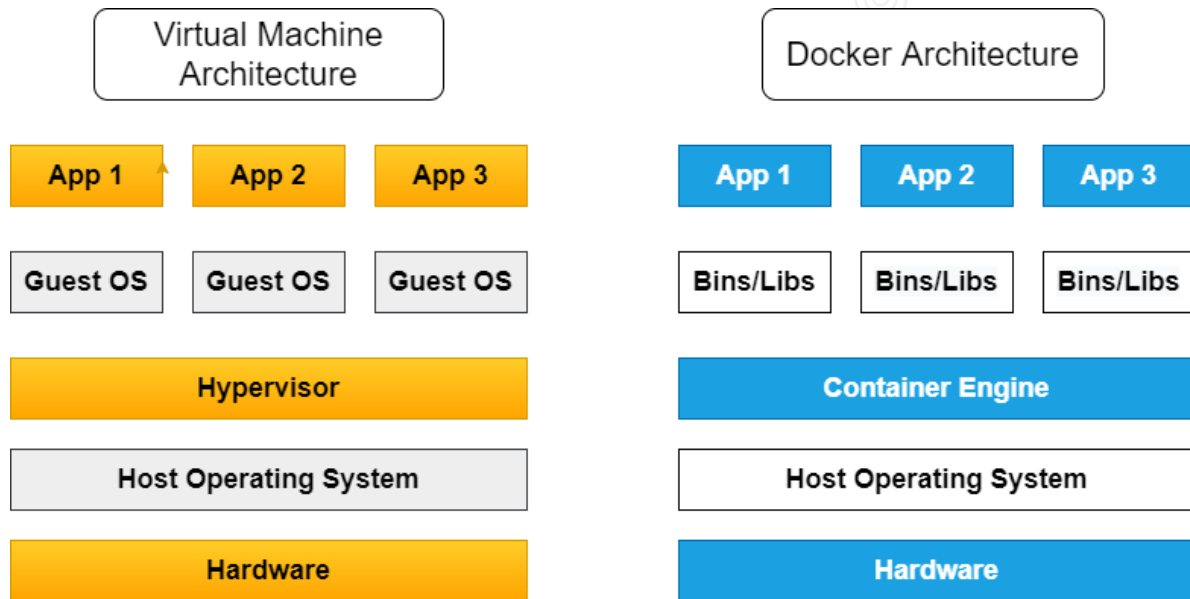 Virtual Machine
Architecture
App 1
App 2
App 3
Guest OS
Guest OS
Guest OS
Hypervisor
Host Operating System
Hardware
Docker Architecture
App 1
App 2
App 3
Bins/Libs
Bins/Libs
Bins/Libs
Container Engine
Host Operating System
Hardware